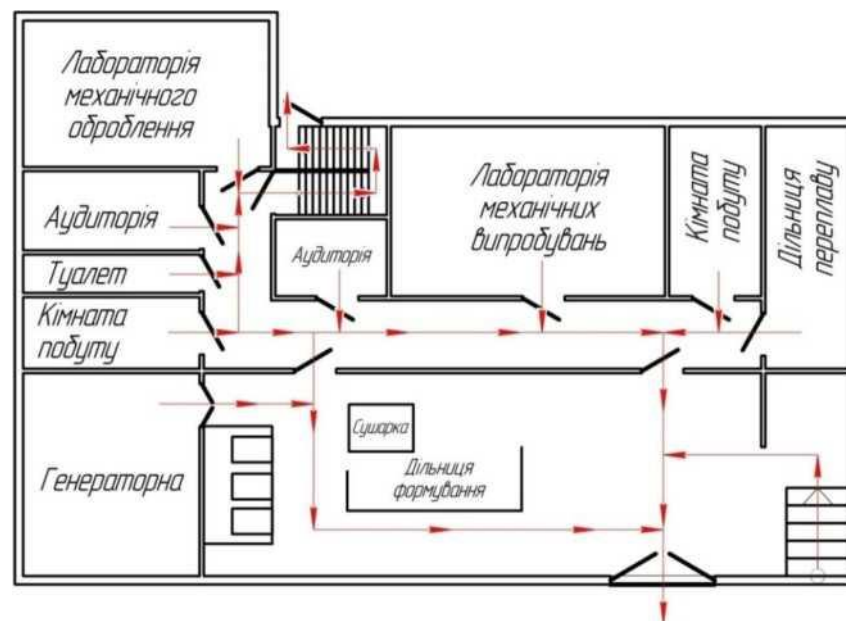 Лабораторія
механічного
оброблення
Аудиторія
Туалет
Кімната
побуту
Генераторна
Аудиторія
Лабораторія
механічних
випробувань
Кімната
побуту
Дільниця
переплаву
Сушарка
Дільниця
формування